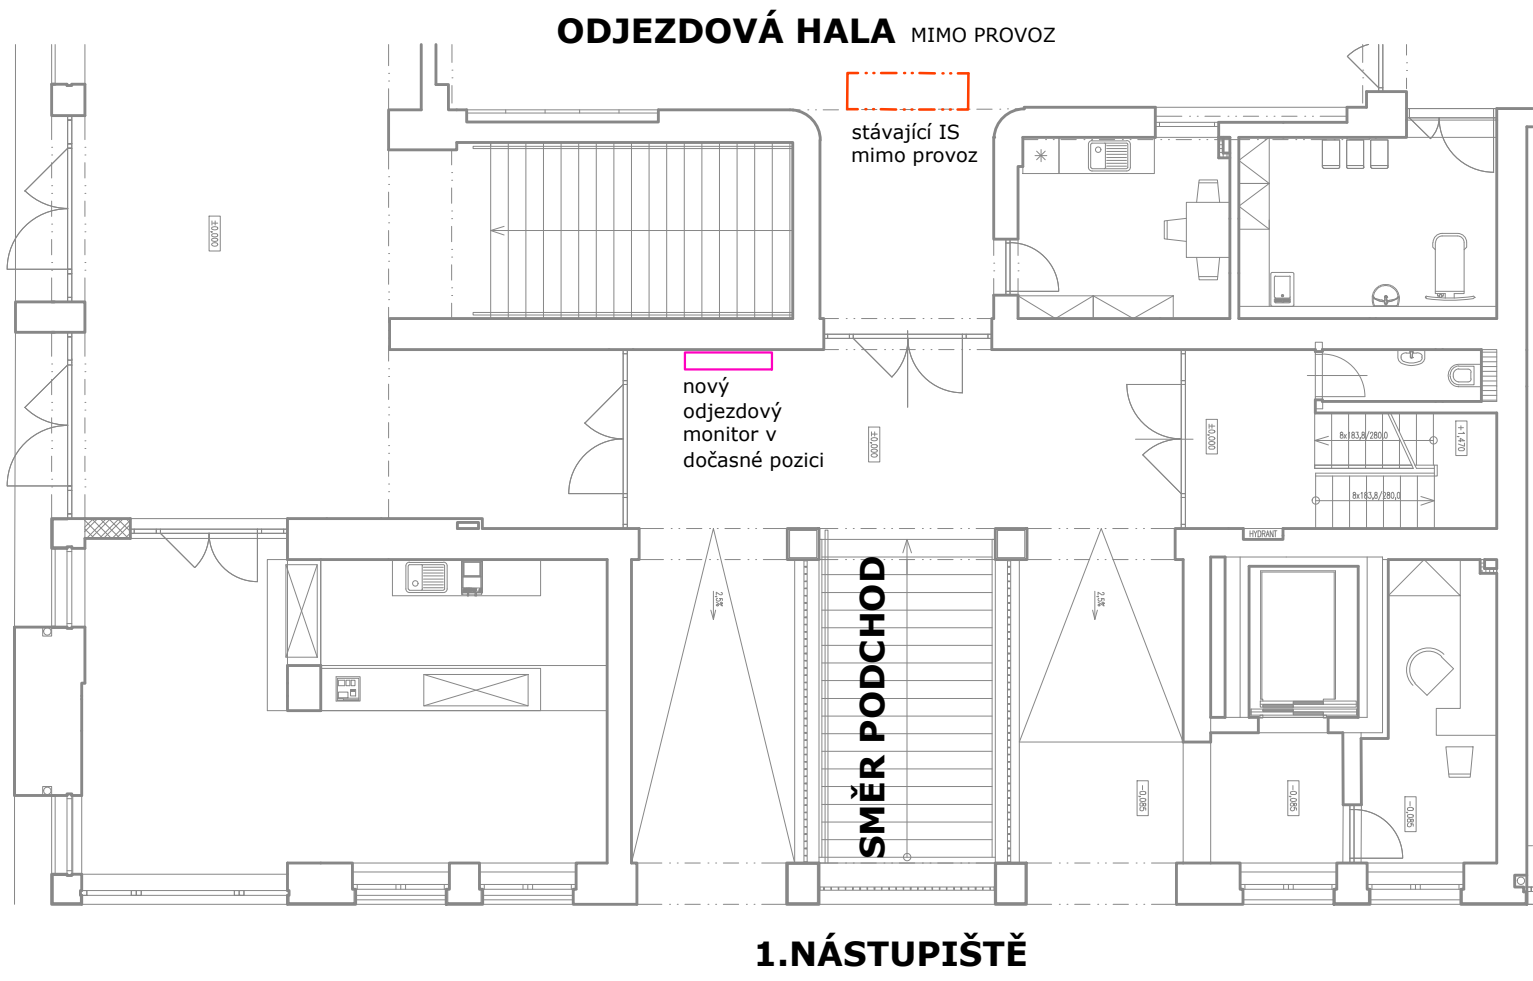 ODJEZDOVÁ HALA MIMO PROVOZ
stávající IS
mimo provoz
±0,000
nový
odjezdový
monitor v
dočasné pozici
±0,000
±0,000
8x183,8/280,0
+1,470
8x183,8/280,0
HYDRANT
2,5%
SMĚR PODCHOD
2,5%
-0,085
-0,085
-0,085
1.NÁSTUPIŠTĚ